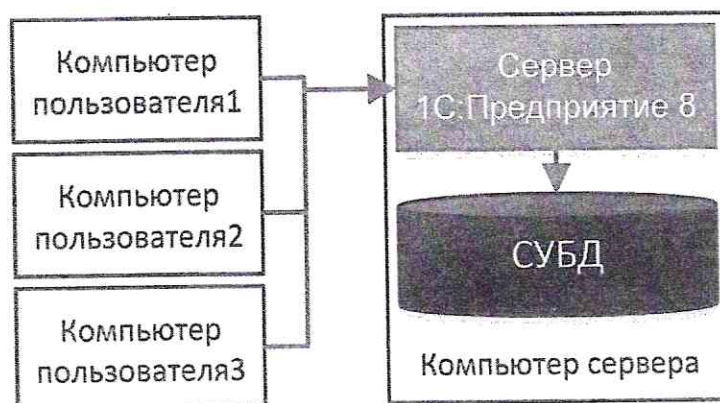 Компьютер
пользователя1
Компьютер
пользователя2
Компьютер
пользователя3
Сервер
1С:Предприятие 8
СУБД
Компьютер сервера